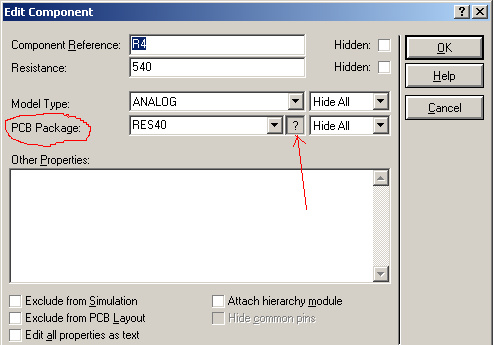 Edit Component
Component Reference: R4 Hidden: OK
Resistance: 540 Hidden: Help
Cancel
Model Type: ANALOG Hide All
PCB Package: RES40 ? Hide All
Other Properties:
Exclude from Simulation Attach hierarchy module
Exclude from PCB Layout Hide common pins
Edit all properties as text